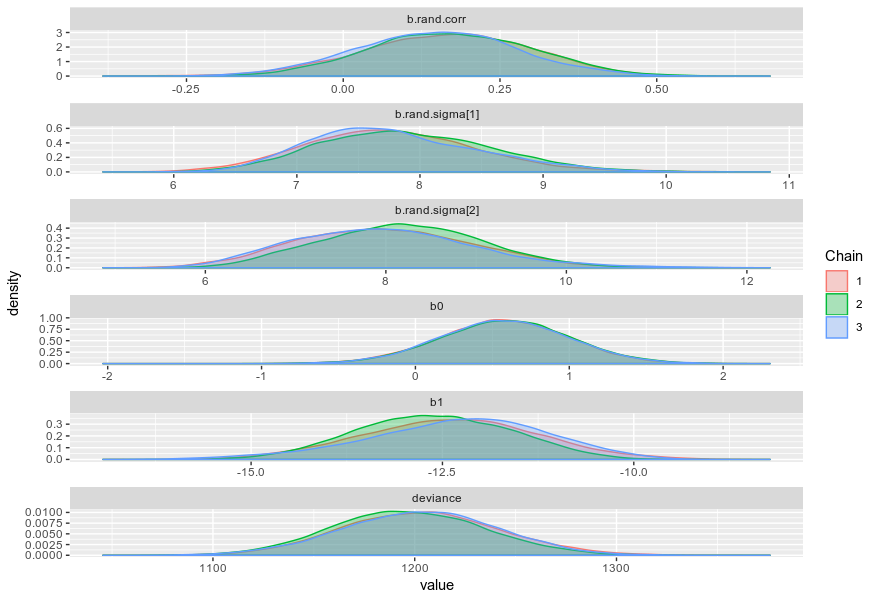 b.rand.corr
3
2
1
0
-0.25 0.00 0.25 0.50
b.rand.sigma[1]
0.6
0.4
0.2
0.0
6 7 8 9 10 11
b.rand.sigma[2]
0.4
0.3
0.2
0.1
0.0
6 8 10 12
b0
1.00
0.75
0.50
0.25
0.00
-2 -1 0 1 2
b1
0.3
0.2
0.1
0.0
-15.0 -12.5 -10.0
deviance
0.0100
0.0075
0.0050
0.0025
0.0000
1100 1200 1300
value
density
Chain
1
2
3